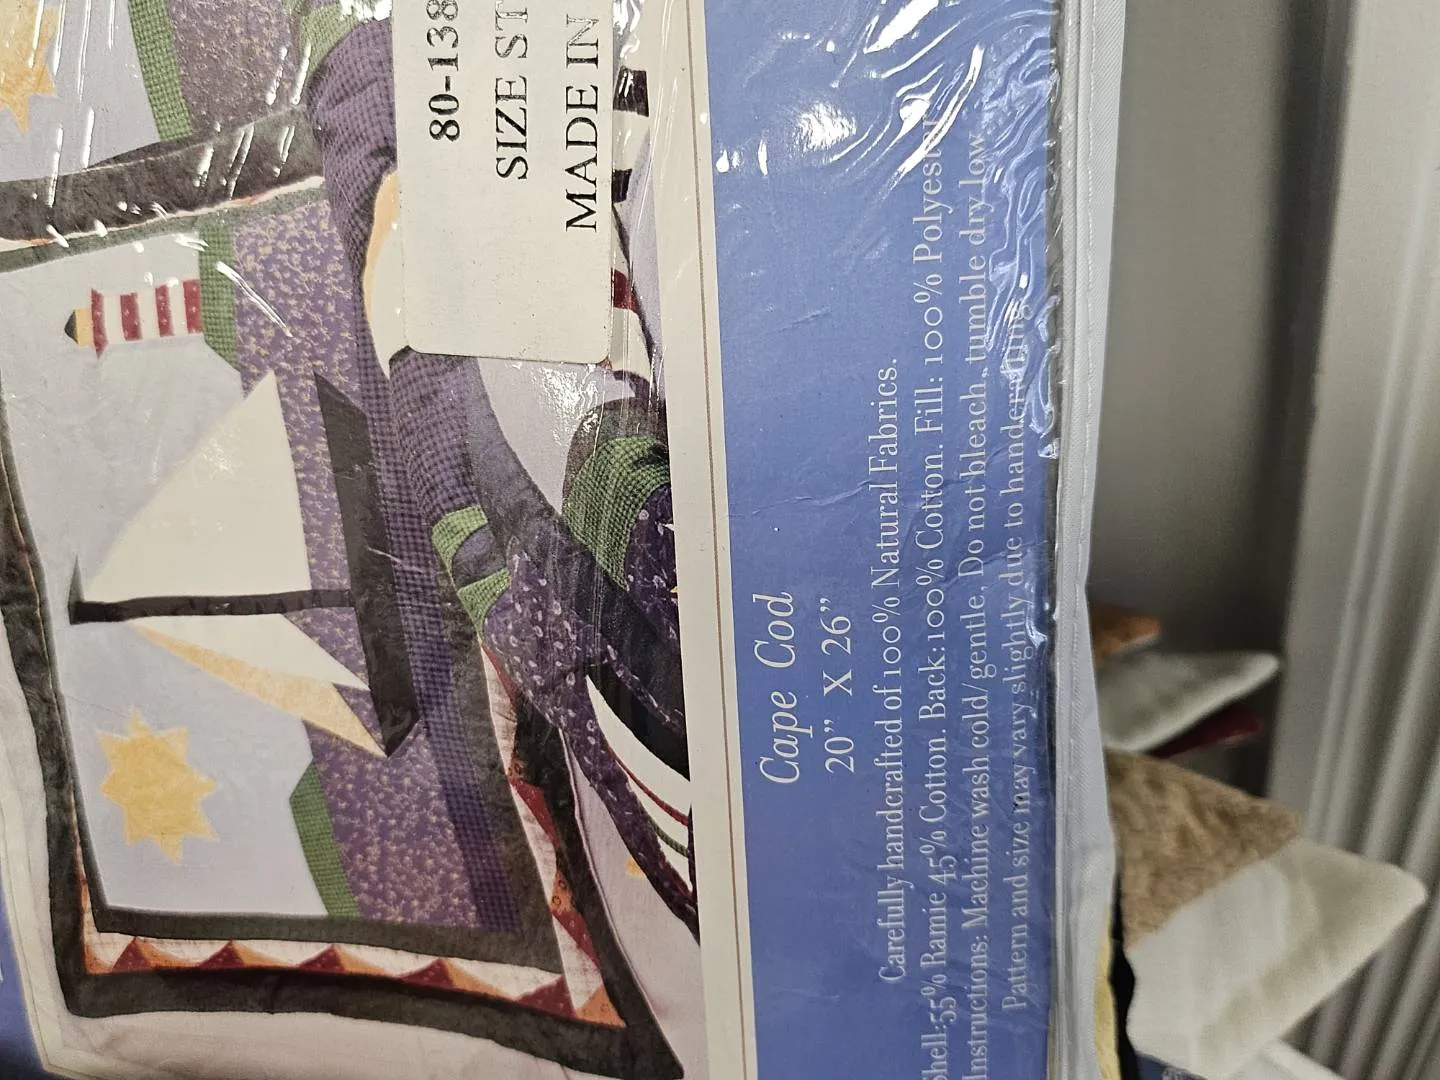 80-138
SIZE ST
MADE IN
Cape Cod
20" X 26"
Carefully handcrafted of 100% Natural Fabrics.
Shell: 55% Ramie 45% Cotton. Back: 100% Cotton. Fill: 100% Polyester
Instructions: Machine wash cold/gentle, Do not bleach, tumble dry low.
Pattern and size may vary slightly due to handcrafting.